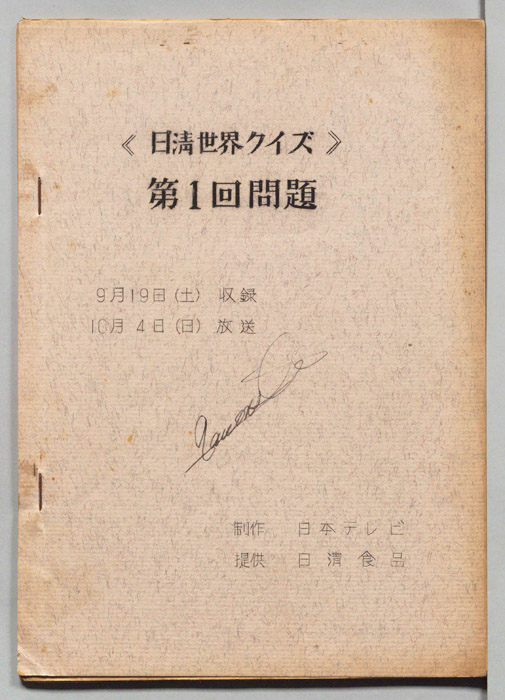 《日清世界クイズ》
第1回問題
9月19日(土) 収録
10月 4日(日) 放送
制作 日本テレビ
提供 日清食品